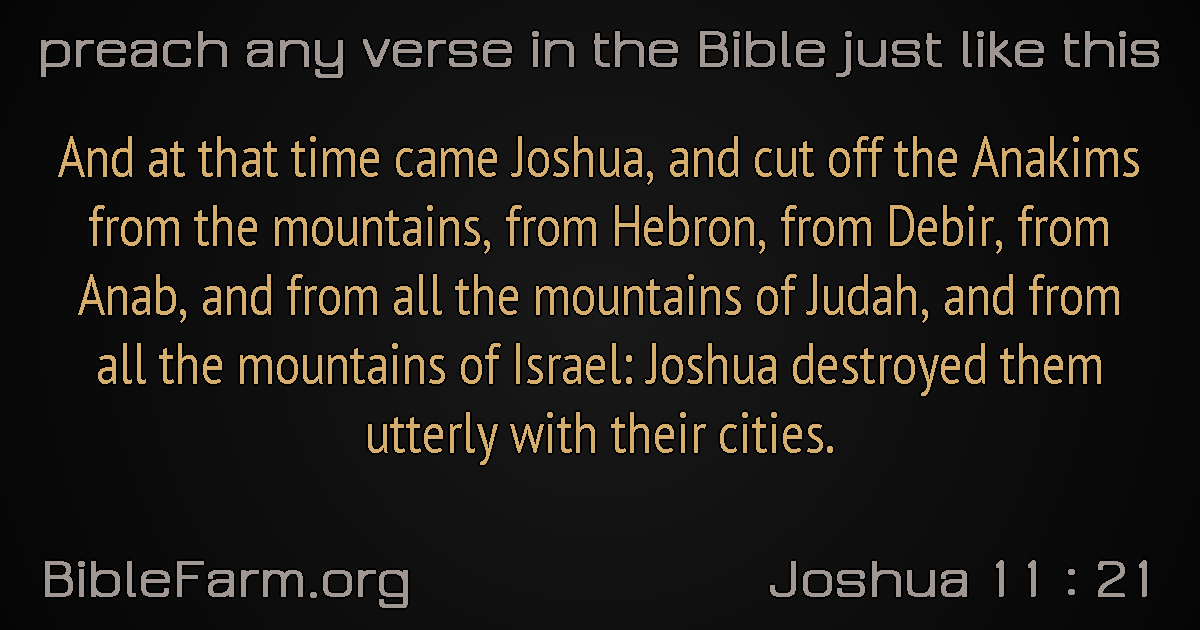 preach any verse in the Bible just like this
And at that time came Joshua, and cut off the Anakims
from the mountains, from Hebron, from Debir, from
Anab, and from all the mountains of Judah, and from
all the mountains of Israel: Joshua destroyed them
utterly with their cities.
BibleFarm.org
Joshua 11 : 21